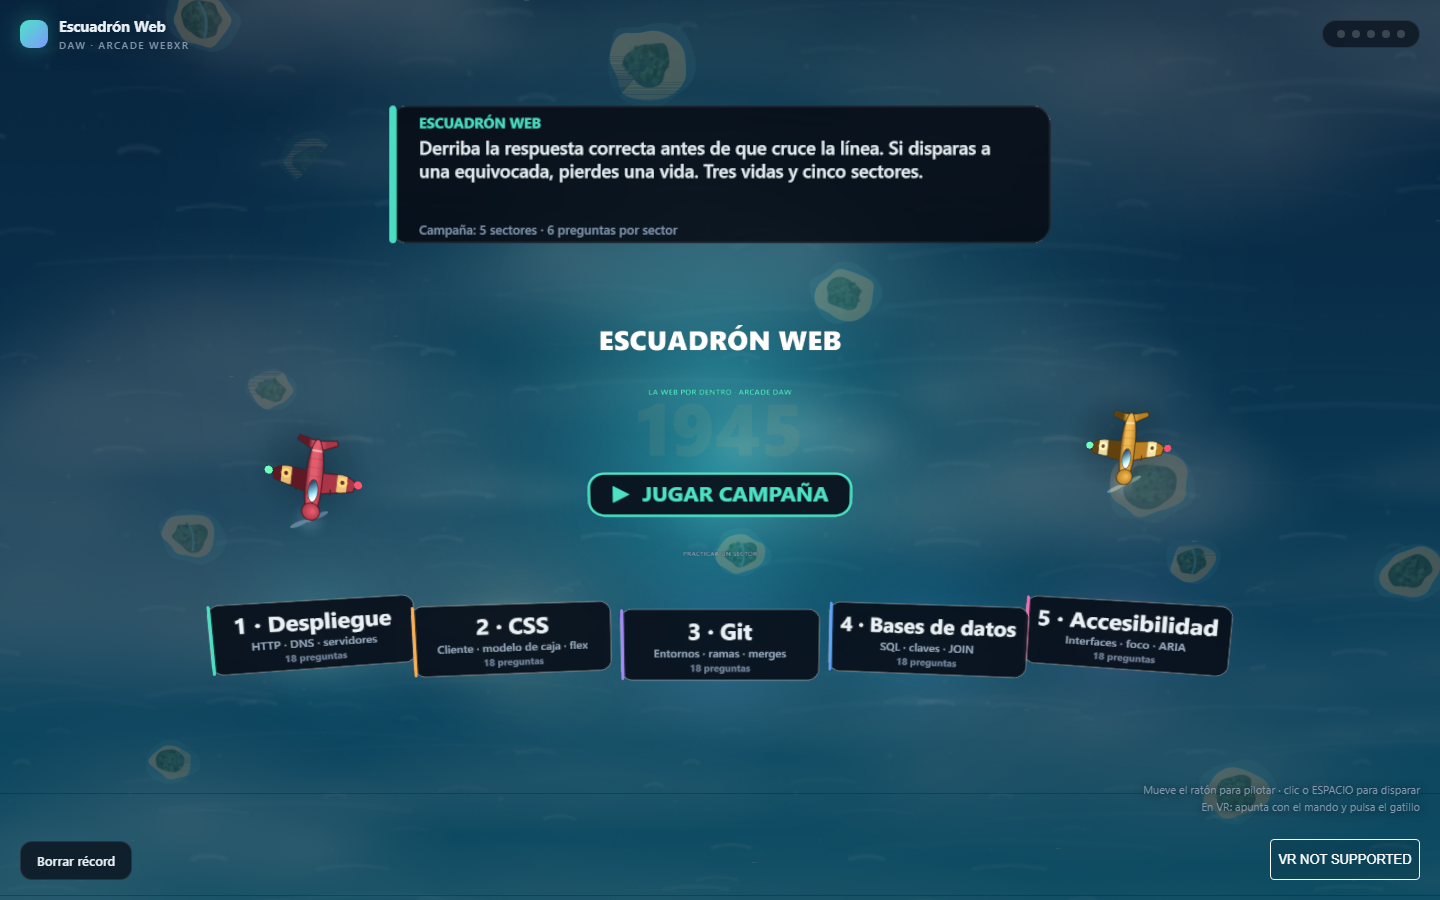 Escuadrón Web
DAW · ARCADE WEBXR
ESCUADRÓN WEB
Derriba la respuesta correcta antes de que cruce la línea. Si disparas a
una equivocada, pierdes una vida. Tres vidas y cinco sectores.
Campaña: 5 sectores · 6 preguntas por sector
ESCUADRÓN WEB
LA WEB POR DENTRO · ARCADE DAW
1945
▶ JUGAR CAMPAÑA
PRACTICAR UN SECTOR
1 · Despliegue
HTTP · DNS · servidores
18 preguntas
2 · CSS
Cliente · modelo de caja · flex
18 preguntas
3 · Git
Entornos · ramas · merges
18 preguntas
4 · Bases de datos
SQL · claves · JOIN
18 preguntas
5 · Accesibilidad
Interfaces · foco · ARIA
18 preguntas
Mueve el ratón para pilotar · clic o ESPACIO para disparar
En VR: apunta con el mando y pulsa el gatillo
Borrar récord
VR NOT SUPPORTED